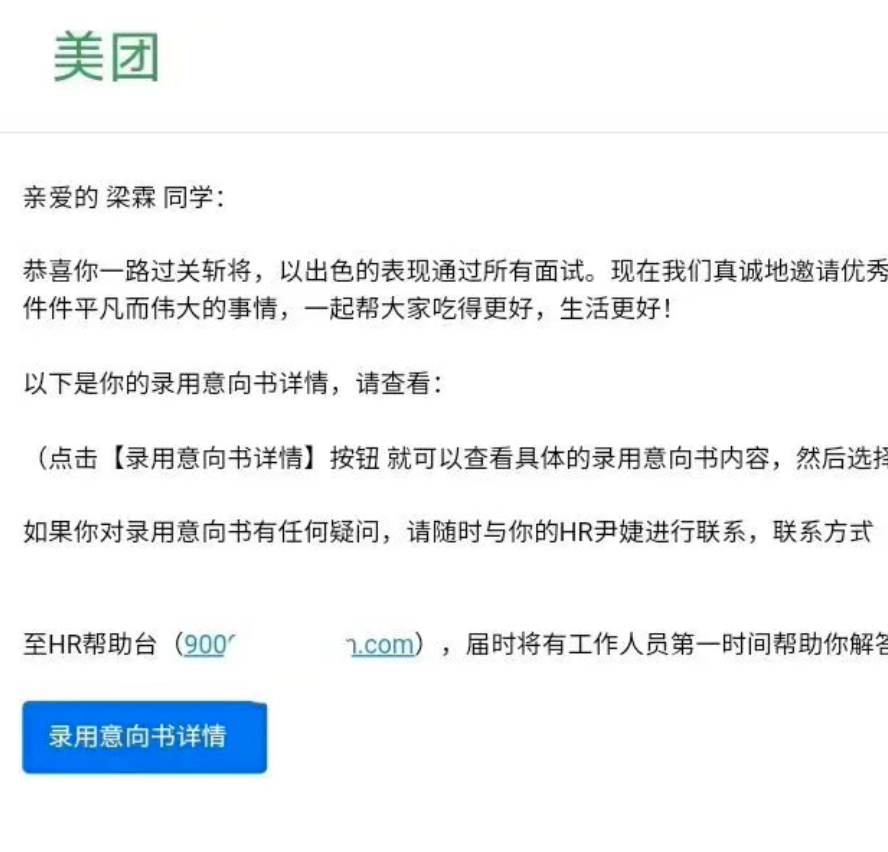 美团
亲爱的 梁霖 同学：
恭喜你一路过关斩将，以出色的表现通过所有面试。现在我们真诚地邀请优秀
件件平凡而伟大的事情，一起帮大家吃得更好，生活更好！
以下是你的录用意向书详情，请查看：
（点击【录用意向书详情】按钮 就可以查看具体的录用意向书内容，然后选择
如果你对录用意向书有任何疑问，请随时与你的HR尹婕进行联系，联系方式
至HR帮助台（900 .com），届时将有工作人员第一时间帮助你解答
录用意向书详情